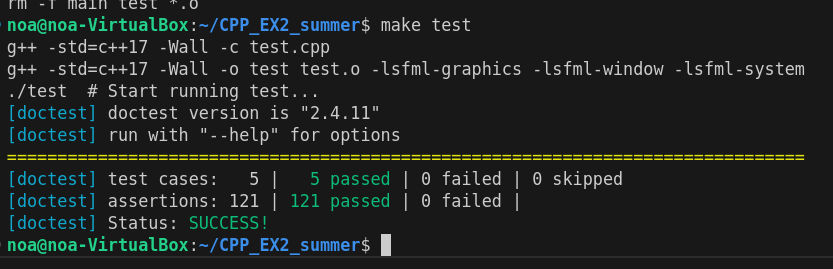 rm -f main test *.o
noa@noa-VirtualBox:~/CPP_EX2_summer$ make test
g++ -std=c++17 -Wall -c test.cpp
g++ -std=c++17 -Wall -o test test.o -lsfml-graphics -lsfml-window -lsfml-system
./test  # Start running test...
[doctest] doctest version is "2.4.11"
[doctest] run with "--help" for options
===============================================================================
[doctest] test cases:   5 |   5 passed | 0 failed | 0 skipped
[doctest] assertions: 121 | 121 passed | 0 failed |
[doctest] Status: SUCCESS!
noa@noa-VirtualBox:~/CPP_EX2_summer$